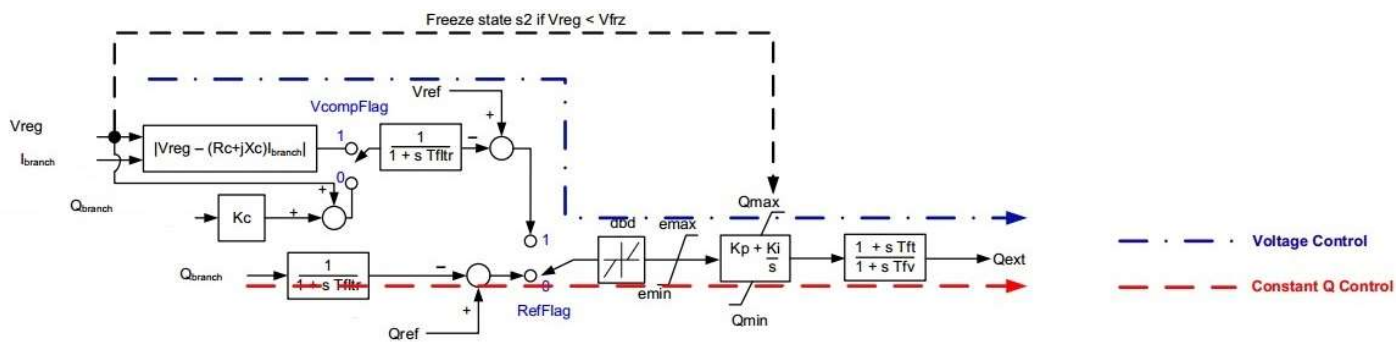 Freeze state s2 if Vreg < Vfrz
Vref
+
VcompFlag
Vreg
Ibranch
|Vreg – (Rc+jXc)Ibranch|
1
1
1 + s Tfltr
–
0
+
Qbranch
Kc
+
Qmax
dbd
emax
1
Kp + Ki
s
1 + s Tft
1 + s Tfv
Qext
Voltage Control
Qbranch
1
1 + s Tfltr
–
0
emin
Constant Q Control
+
RefFlag
Qmin
Qref